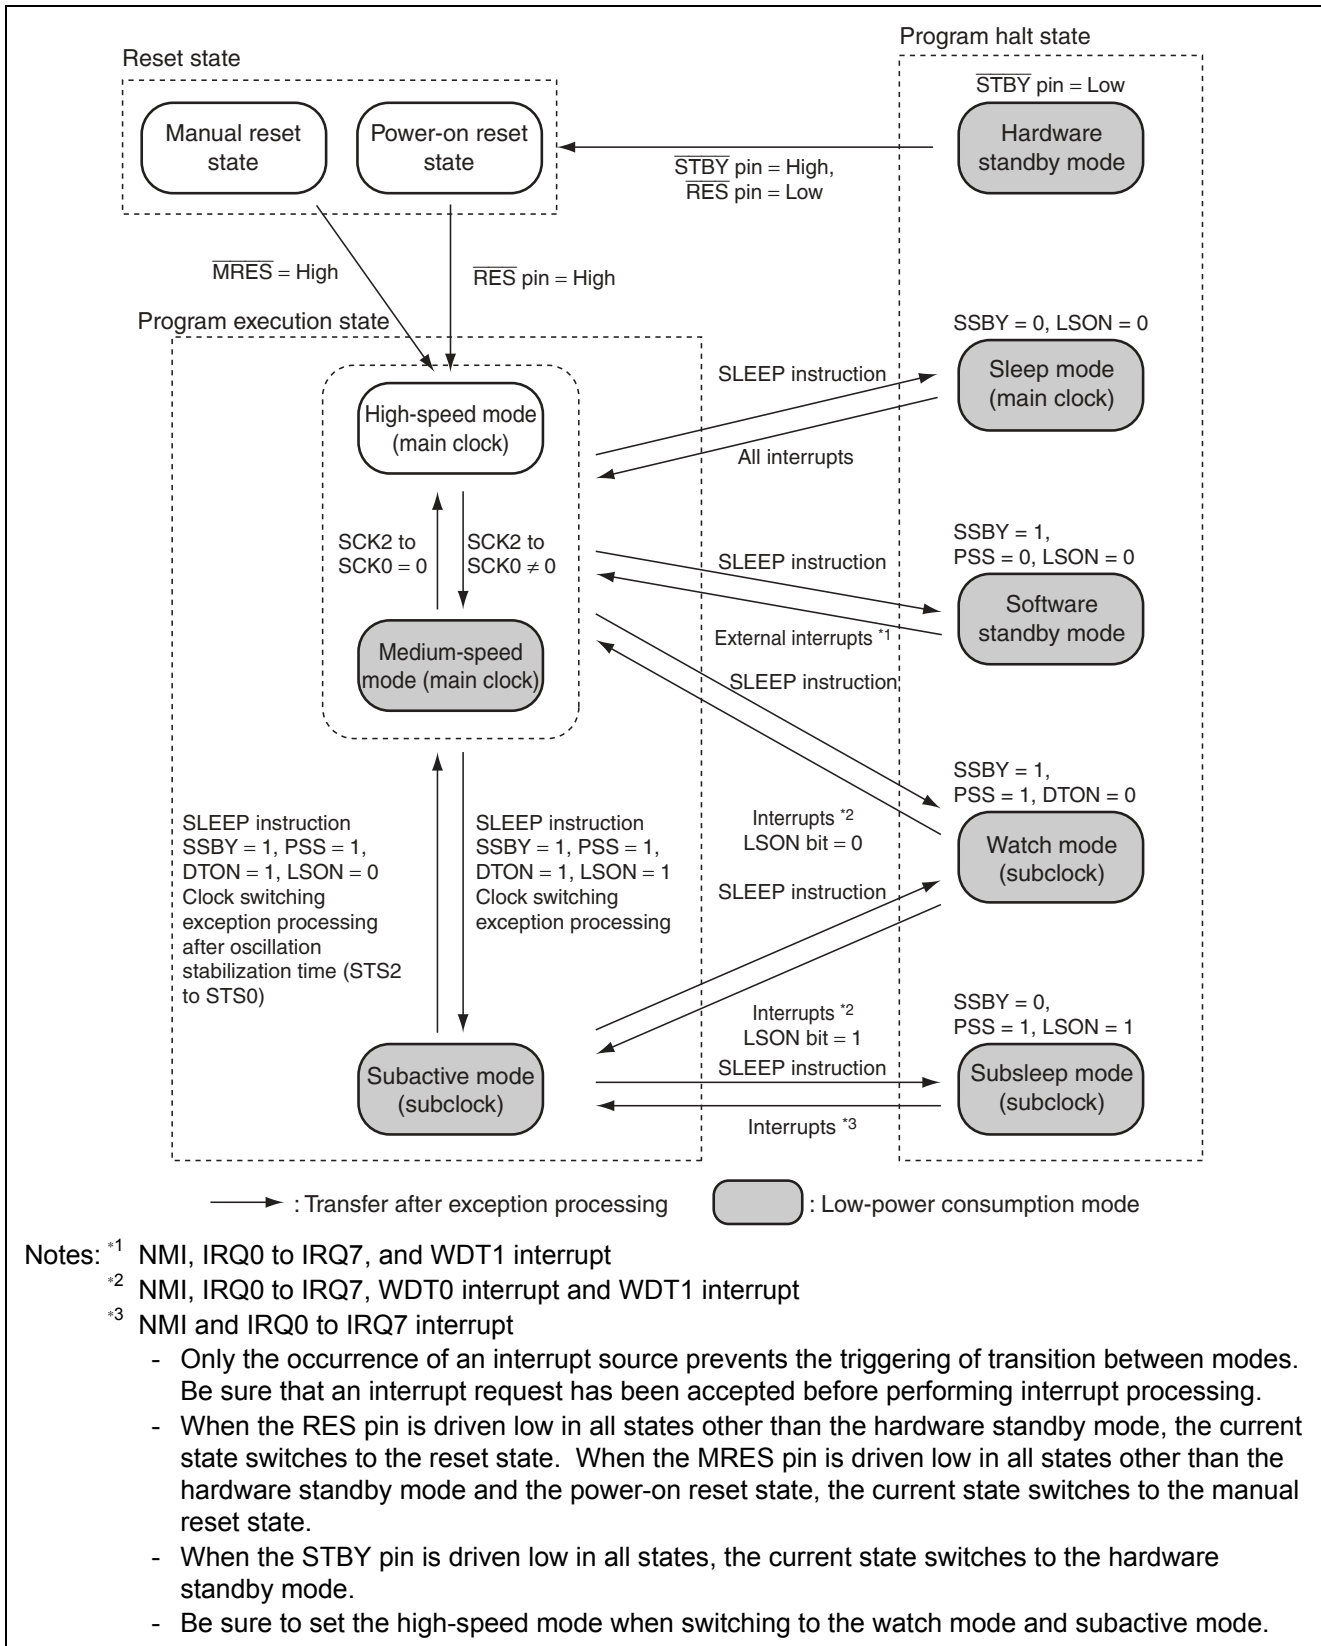 Reset state
Program halt state
Manual reset
state
Power-on reset
state
STBY pin = Low
Hardware
standby mode
STBY pin = High,
RES pin = Low
MRES = High
RES pin = High
Program execution state
SSBY = 0, LSON = 0
Sleep mode
(main clock)
SLEEP instruction
All interrupts
High-speed mode
(main clock)
SCK2 to
SCK0 = 0
SCK2 to
SCK0 ≠ 0
Medium-speed
mode (main clock)
SSBY = 1,
PSS = 0, LSON = 0
Software
standby mode
SLEEP instruction
External interrupts *1
SLEEP instruction
SSBY = 1,
PSS = 1, DTON = 0
Watch mode
(subclock)
Interrupts *2
LSON bit = 0
SLEEP instruction
SLEEP instruction
SSBY = 1, PSS = 1,
DTON = 1, LSON = 0
Clock switching
exception processing
after oscillation
stabilization time (STS2
to STS0)
SLEEP instruction
SSBY = 1, PSS = 1,
DTON = 1, LSON = 1
Clock switching
exception processing
Interrupts *2
LSON bit = 1
SSBY = 0,
PSS = 1, LSON = 1
Subsleep mode
(subclock)
SLEEP instruction
Interrupts *3
Subactive mode
(subclock)
: Transfer after exception processing
: Low-power consumption mode
Notes: *1 NMI, IRQ0 to IRQ7, and WDT1 interrupt
*2 NMI, IRQ0 to IRQ7, WDT0 interrupt and WDT1 interrupt
*3 NMI and IRQ0 to IRQ7 interrupt
- Only the occurrence of an interrupt source prevents the triggering of transition between modes.
Be sure that an interrupt request has been accepted before performing interrupt processing.
- When the RES pin is driven low in all states other than the hardware standby mode, the current
state switches to the reset state. When the MRES pin is driven low in all states other than the
hardware standby mode and the power-on reset state, the current state switches to the manual
reset state.
- When the STBY pin is driven low in all states, the current state switches to the hardware
standby mode.
- Be sure to set the high-speed mode when switching to the watch mode and subactive mode.